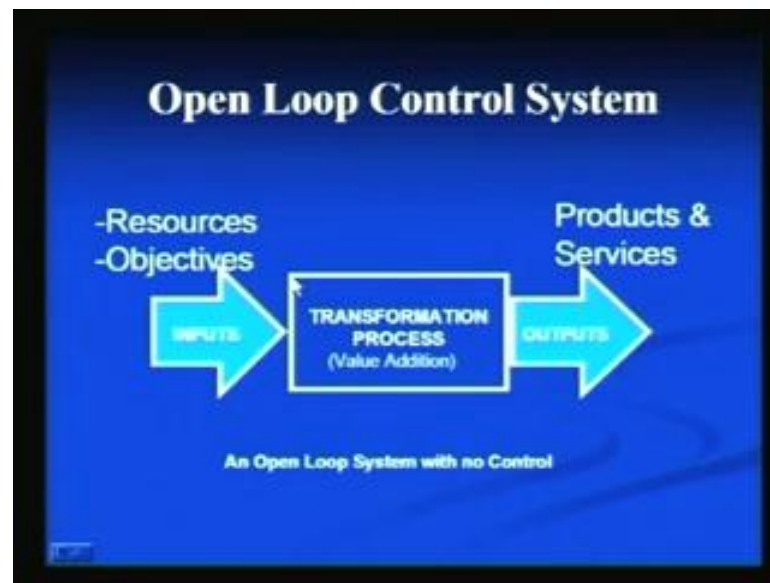 Open Loop Control System
-Resources
-Objectives
Products &
Services
INPUTS
TRANSFORMATION
PROCESS
(Value Addition)
OUTPUTS
An Open Loop System with no Control